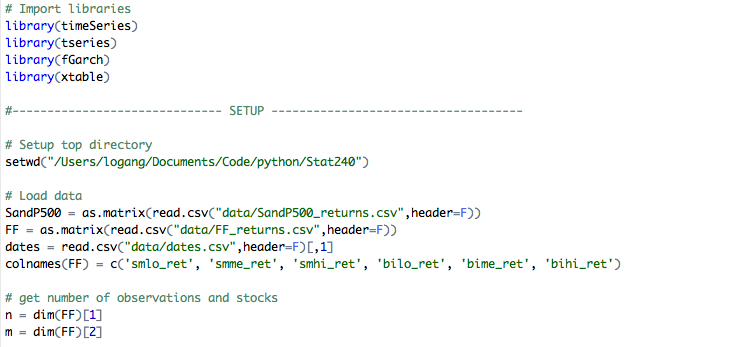 # Import libraries
library(timeSeries)
library(tseries)
library(fGarch)
library(xtable)
#------------------------------ SETUP ------------------------------------
# Setup top directory
setwd("/Users/logang/Documents/Code/python/Stat240")
# Load data
SandP500 = as.matrix(read.csv("data/SandP500_returns.csv",header=F))
FF = as.matrix(read.csv("data/FF_returns.csv",header=F))
dates = read.csv("data/dates.csv",header=F)[,1]
colnames(FF) = c('smlo_ret', 'smme_ret', 'smhi_ret', 'bilo_ret', 'bime_ret', 'bihi_ret')
# get number of observations and stocks
n = dim(FF)[1]
m = dim(FF)[2]